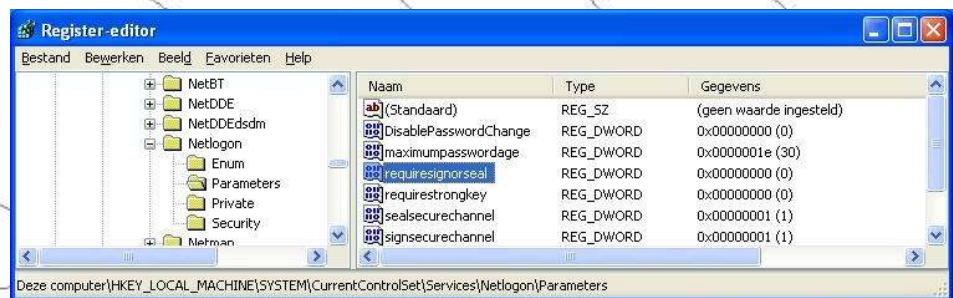 Register-editor
Bestand Bewerken Beeld Favorieten Help
NetBT
NetDDE
NetDDEdsdm
Netlogon
Enum
Parameters
Private
Security
Netman
Naam Type Gegevens
(Standaard) REG_SZ (geen waarde ingesteld)
DisablePasswordChange REG_DWORD 0x00000000 (0)
maximumpasswordage REG_DWORD 0x0000001e (30)
requiresignorseal REG_DWORD 0x00000000 (0)
requirestrongkey REG_DWORD 0x00000000 (0)
sealsecurechannel REG_DWORD 0x00000001 (1)
signsecurechannel REG_DWORD 0x00000001 (1)
Deze computer\HKEY_LOCAL_MACHINE\SYSTEM\CurrentControlSet\Services\Netlogon\Parameters